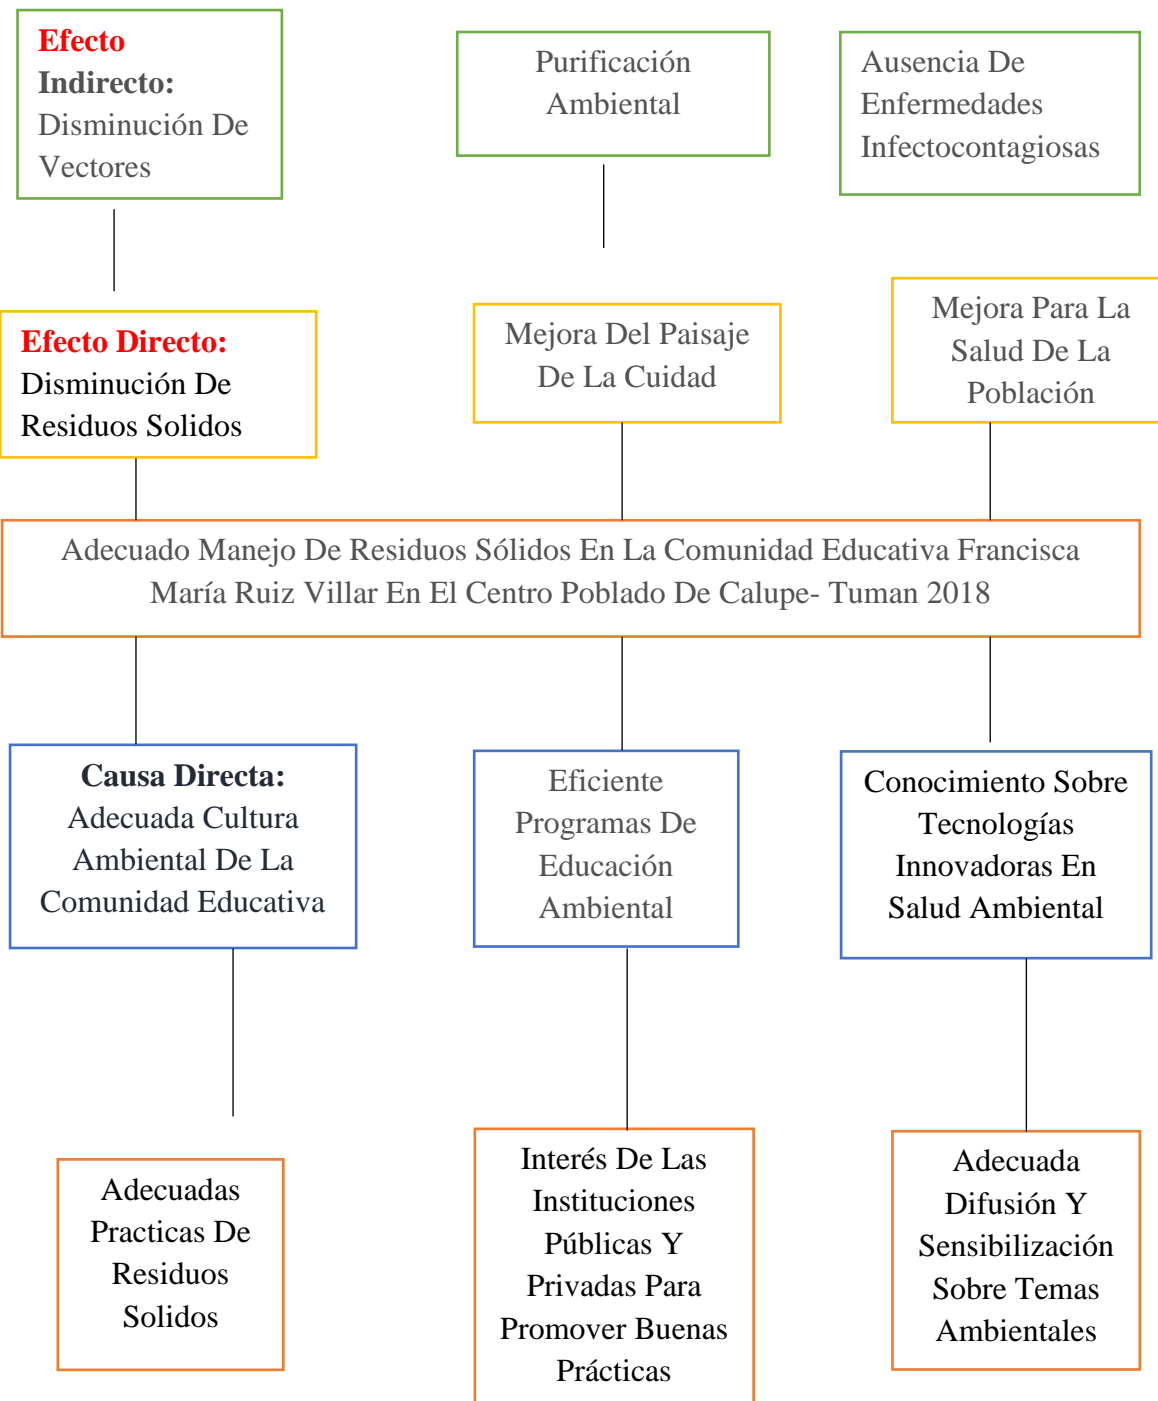 Efecto
Indirecto:
Disminución De
Vectores
Purificación
Ambiental
Ausencia De
Enfermedades
Infectocontagiosas
Efecto Directo:
Disminución De
Residuos Solidos
Mejora Del Paisaje
De La Cuidad
Mejora Para La
Salud De La
Población
Adecuado Manejo De Residuos Sólidos En La Comunidad Educativa Francisca
María Ruiz Villar En El Centro Poblado De Calupe- Tuman 2018
Causa Directa:
Adecuada Cultura
Ambiental De La
Comunidad Educativa
Eficiente
Programas De
Educación
Ambiental
Conocimiento Sobre
Tecnologías
Innovadoras En
Salud Ambiental
Adecuadas
Practicas De
Residuos
Solidos
Interés De Las
Instituciones
Públicas Y
Privadas Para
Promover Buenas
Prácticas
Adecuada
Difusión Y
Sensibilización
Sobre Temas
Ambientales